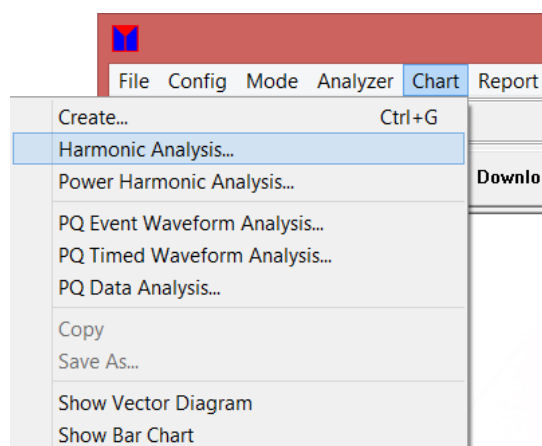 File Config Mode Analyzer Chart Report
Create... Ctrl+G
Harmonic Analysis...
Power Harmonic Analysis...
PQ Event Waveform Analysis...
PQ Timed Waveform Analysis...
PQ Data Analysis...
Copy
Save As...
Show Vector Diagram
Show Bar Chart
Downlo